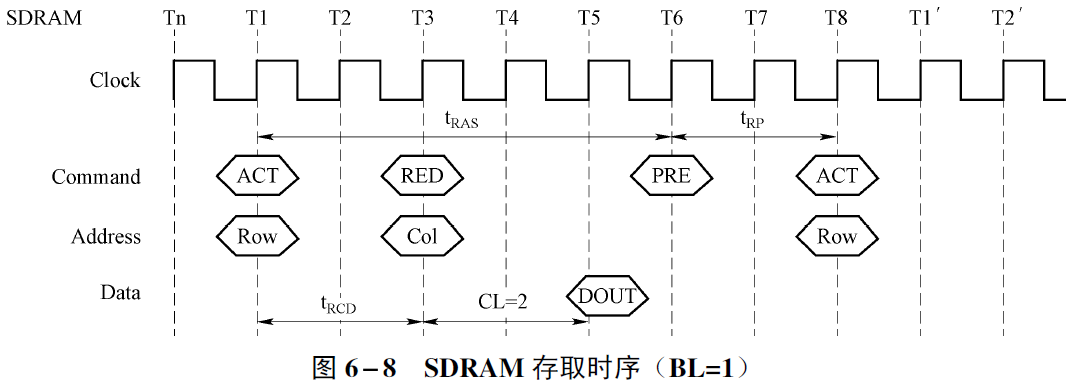 SDRAM Tn T1 T2 T3 T4 T5 T6 T7 T8 T1′ T2′
Clock
tRAS tRP
Command ACT RED PRE ACT
Address Row Col Row
Data DOUT
tRCD CL=2
图 6-8 SDRAM 存取时序（BL=1）